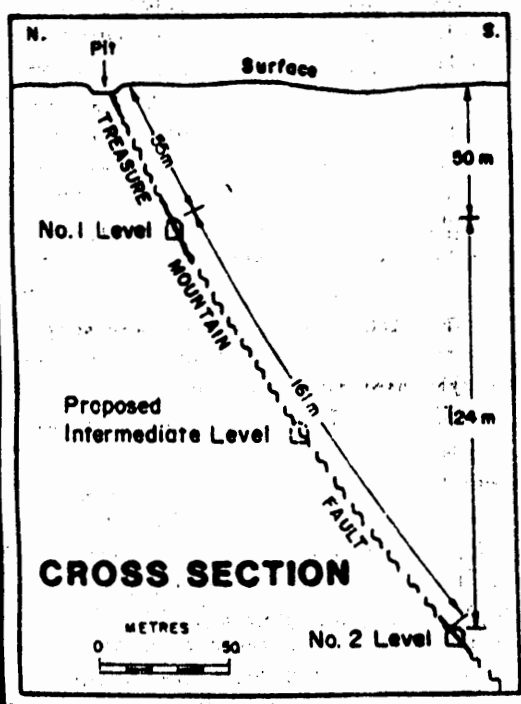 N.
S.
Pit
Surface
TREASURE
55m
50 m
No. 1 Level
MOUNTAIN
161 m
124 m
Proposed
Intermediate Level
FAULT
CROSS SECTION
METRES
0 50
No. 2 Level